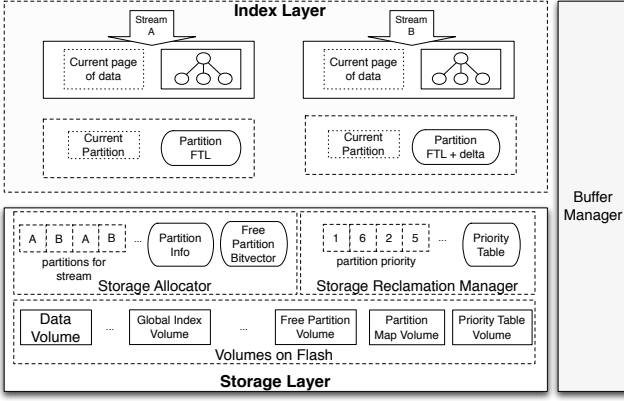 Index Layer
Stream
A
Stream
B
Current page
of data
Current page
of data
Current
Partition
Partition
FTL
Current
Partition
Partition
FTL + delta
Buffer
Manager
A B A B ...
partitions for
stream
Partition
Info
Free
Partition
Bitvector
Storage Allocator
1 6 2 5 ...
partition priority
Priority
Table
Storage Reclamation Manager
Data
Volume
...
Global Index
Volume
...
Free Partition
Volume
Partition
Map Volume
Priority Table
Volume
Volumes on Flash
Storage Layer